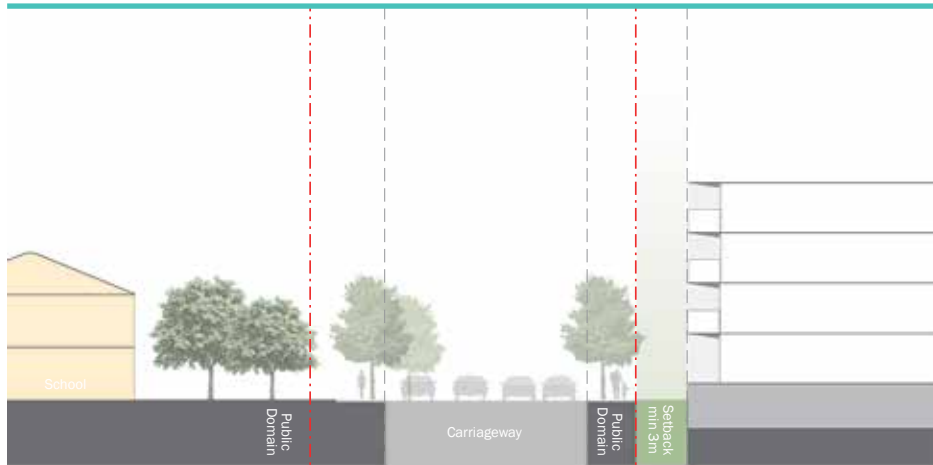 School
Public
Domain
Carriageway
Public
Domain
Setback
min 3m